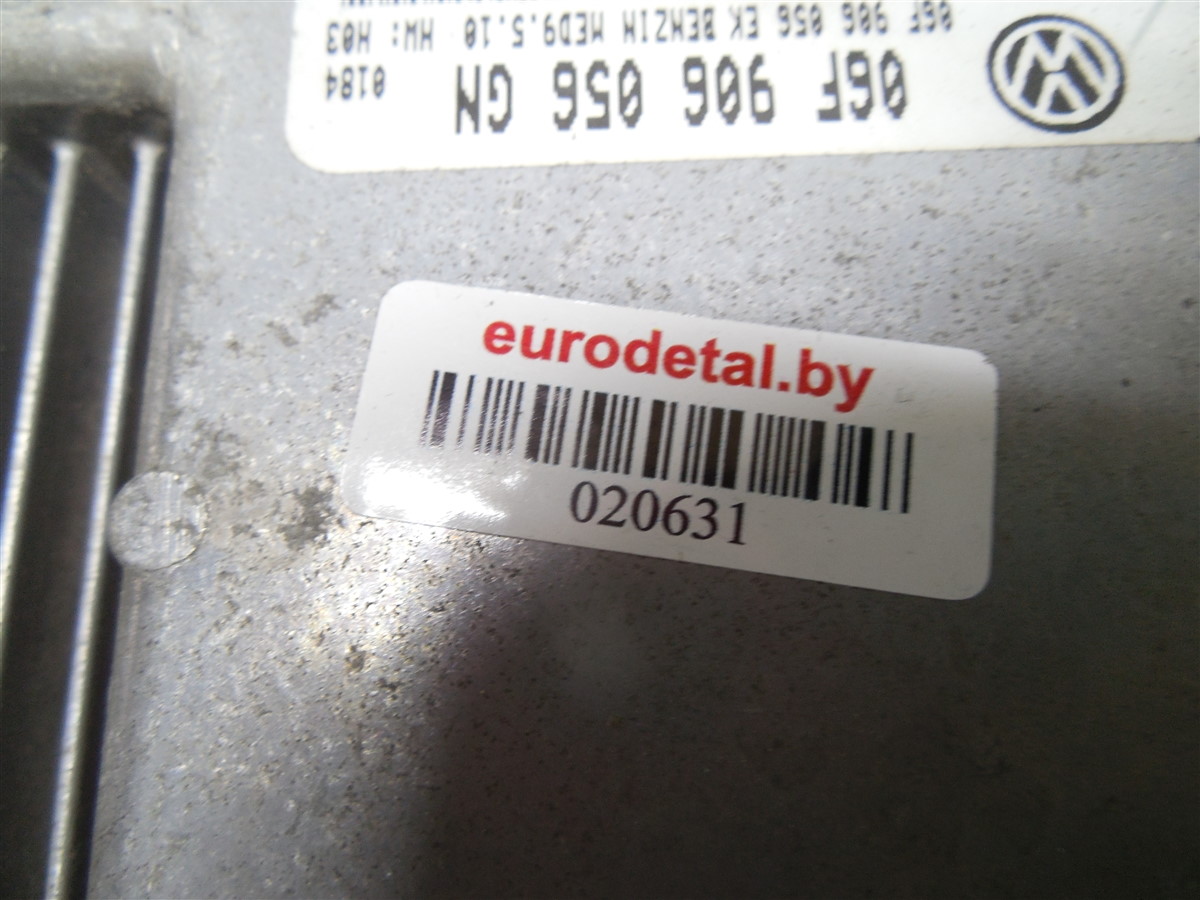 06F 906 056 GN 0184
06F 906 056 EK BENZIN MED9.5.10 HW: H03
eurodetal.by
020631